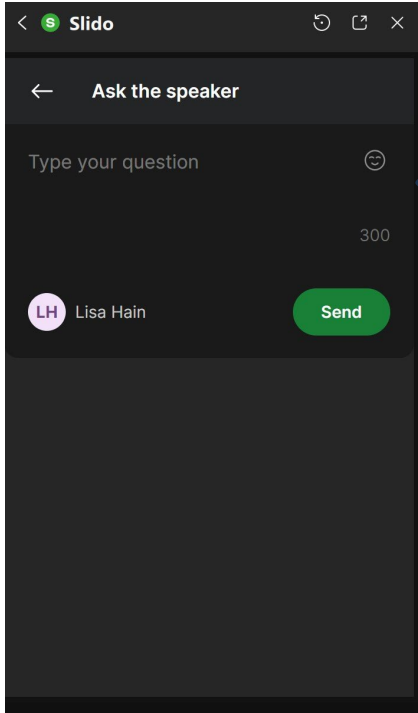 S Slido
Ask the speaker
Type your question
300
LH Lisa Hain
Send